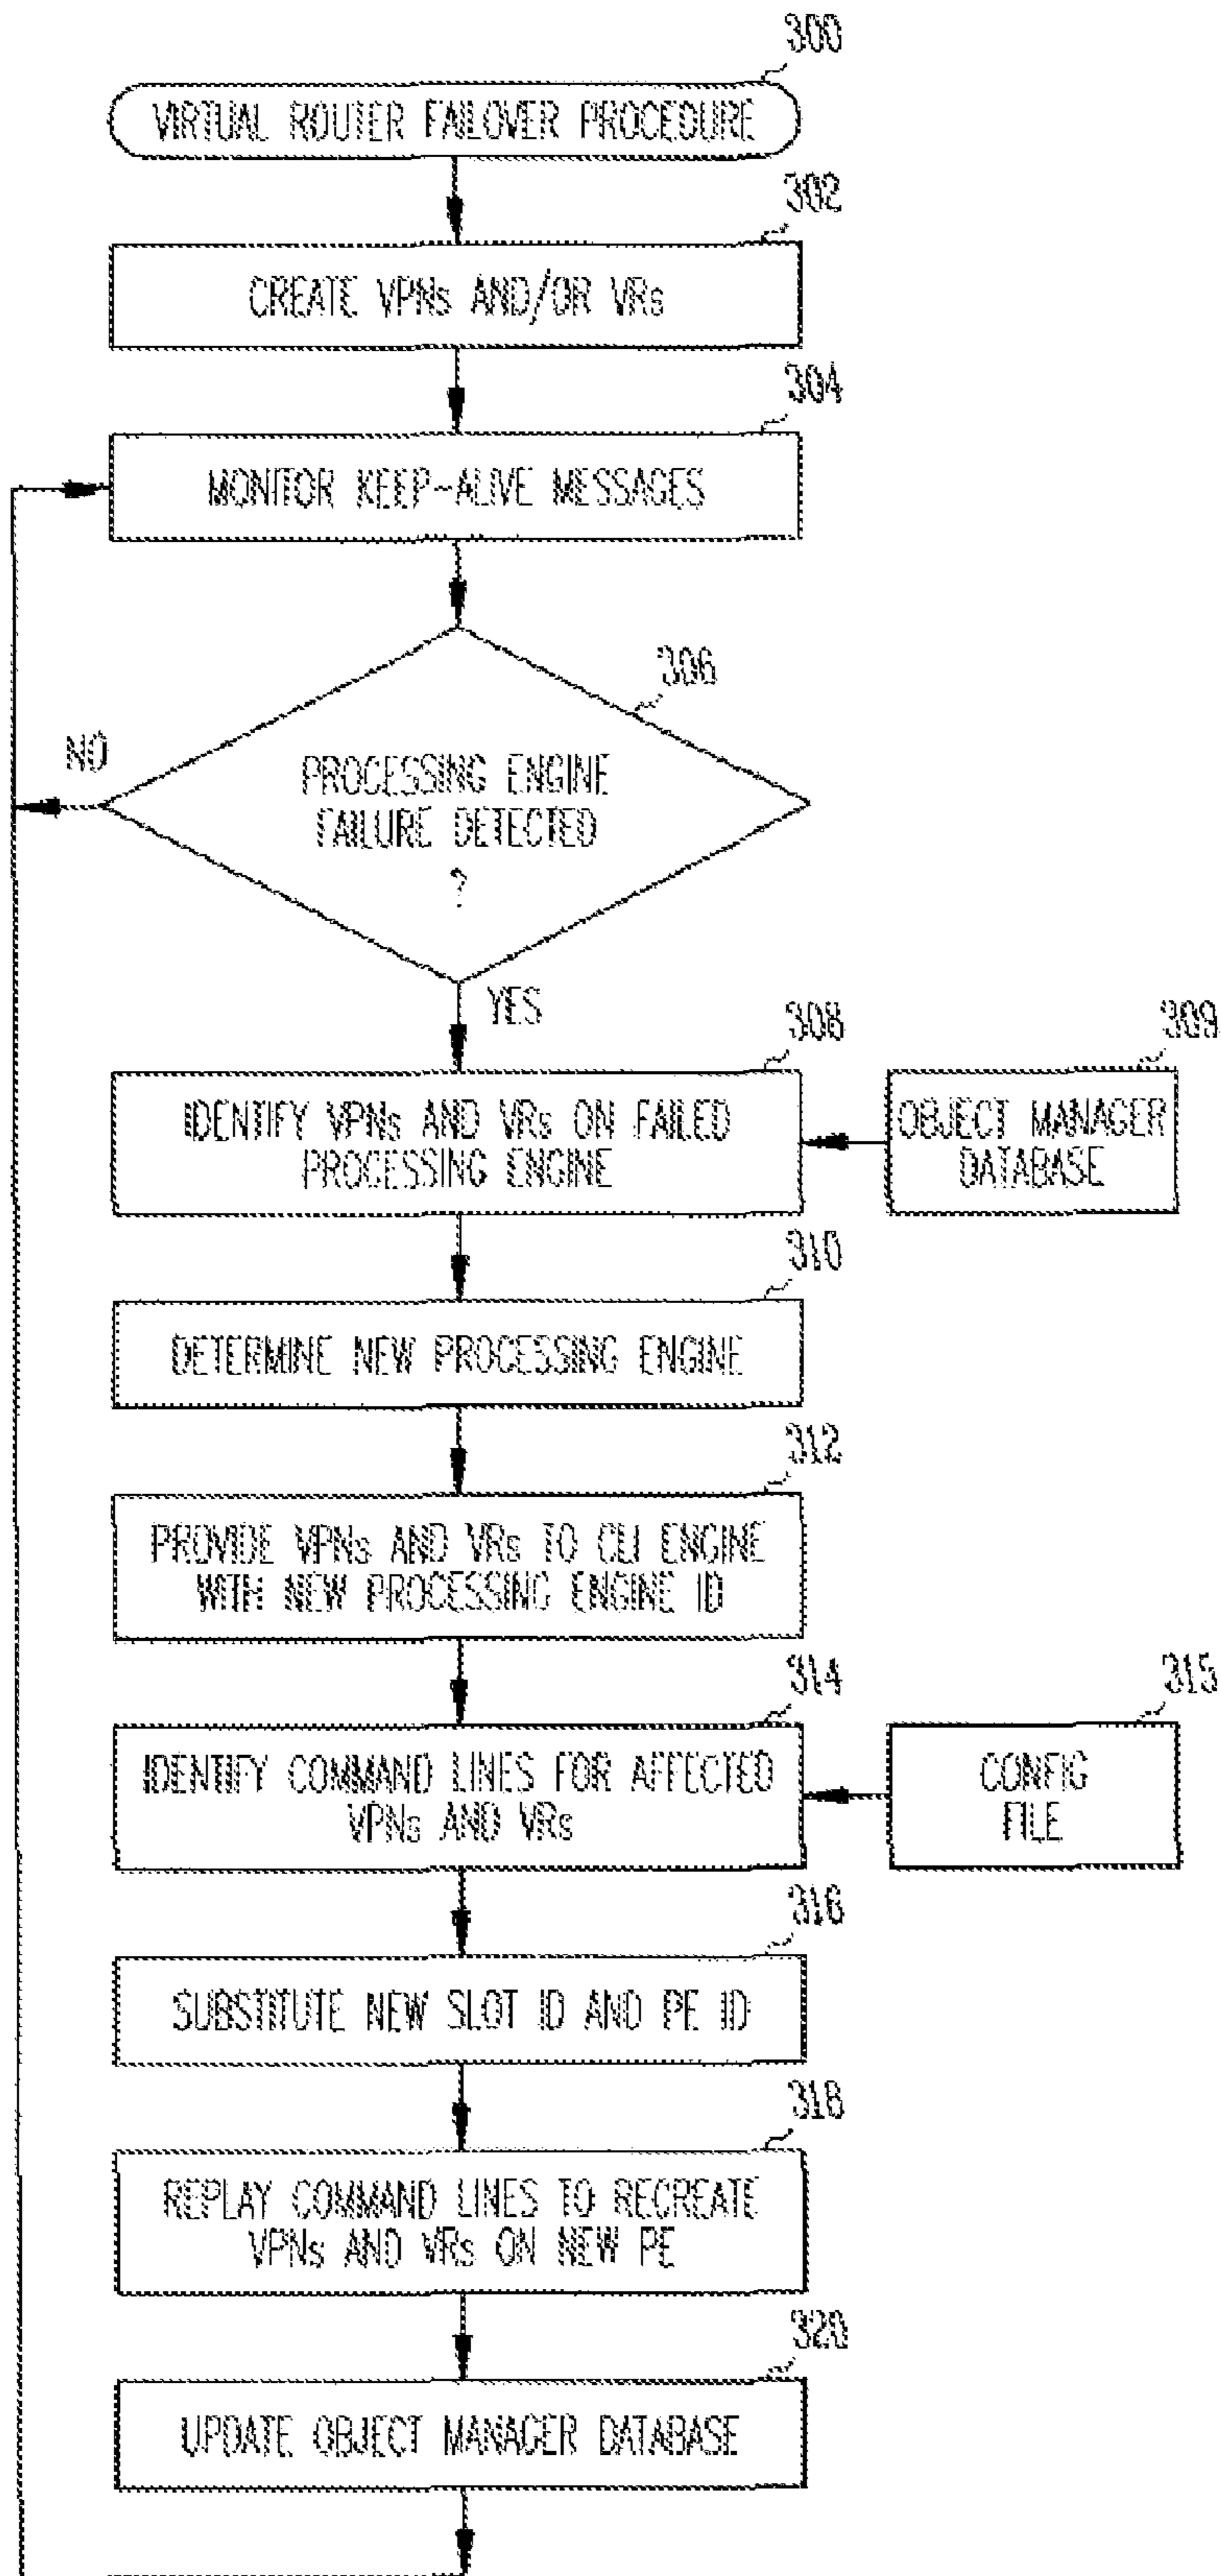 300
VIRTUAL ROUTER FAILOVER PROCEDURE
302
CREATE VPNs AND/OR VRs
304
MONITOR KEEP-ALIVE MESSAGES
306
NO
PROCESSING ENGINE
FAILURE DETECTED
?
YES
308
309
IDENTIFY VPNs AND VRs ON FAILED
PROCESSING ENGINE
OBJECT MANAGER
DATABASE
310
DETERMINE NEW PROCESSING ENGINE
312
PROVIDE VPNs AND VRs TO CLI ENGINE
WITH NEW PROCESSING ENGINE ID
314
315
IDENTIFY COMMAND LINES FOR AFFECTED
VPNs AND VRs
CONFIG
FILE
316
SUBSTITUTE NEW SLOT ID AND PE ID
318
REPLAY COMMAND LINES TO RECREATE
VPNs AND VRs ON NEW PE
320
UPDATE OBJECT MANAGER DATABASE